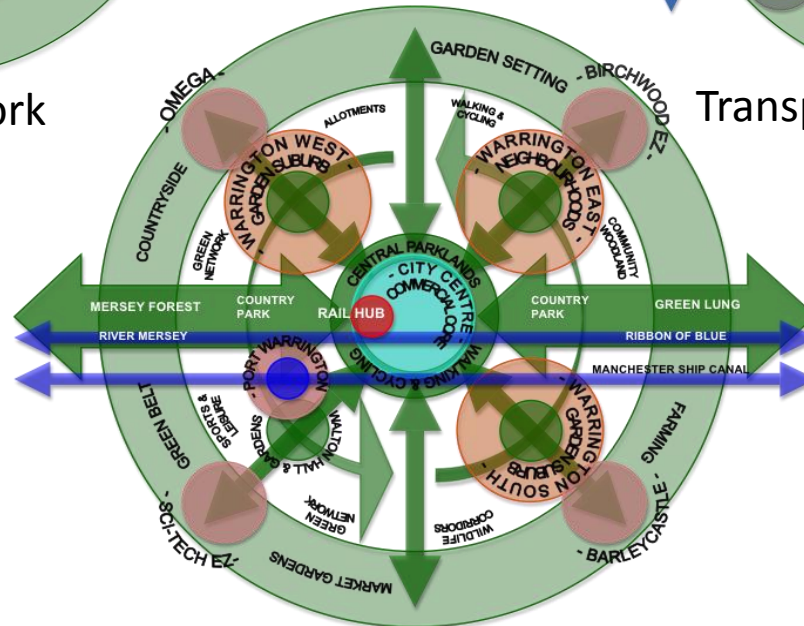 ork
Transp
GARDEN SETTING
- OMEGA -
- BIRCHWOOD EZ -
ALLOTMENTS
WALKING &
CYCLING
- WARRINGTON WEST -
GARDEN SUBURB
- WARRINGTON EAST -
NEIGHBOURHOODS
COUNTRYSIDE
GREEN
NETWORK
COMMUNITY
WOODLAND
CENTRAL PARKLANDS
- CITY CENTRE -
COMMERCIAL CORE
MERSEY FOREST
COUNTRY
PARK
RAIL HUB
COUNTRY
PARK
GREEN LUNG
RIVER MERSEY
RIBBON OF BLUE
WALKING & CYCLING
MANCHESTER SHIP CANAL
- PORT WARRINGTON -
GREEN BELT
SPORTS &
LEISURE
WALTON HALL & GARDENS
- WARRINGTON SOUTH -
GARDEN SUBURBS
FARMING
GREEN
NETWORK
WILDLIFE
CORRIDORS
- SCI-TECH EZ-
- BARLEYCASTLE -
MARKET GARDENS